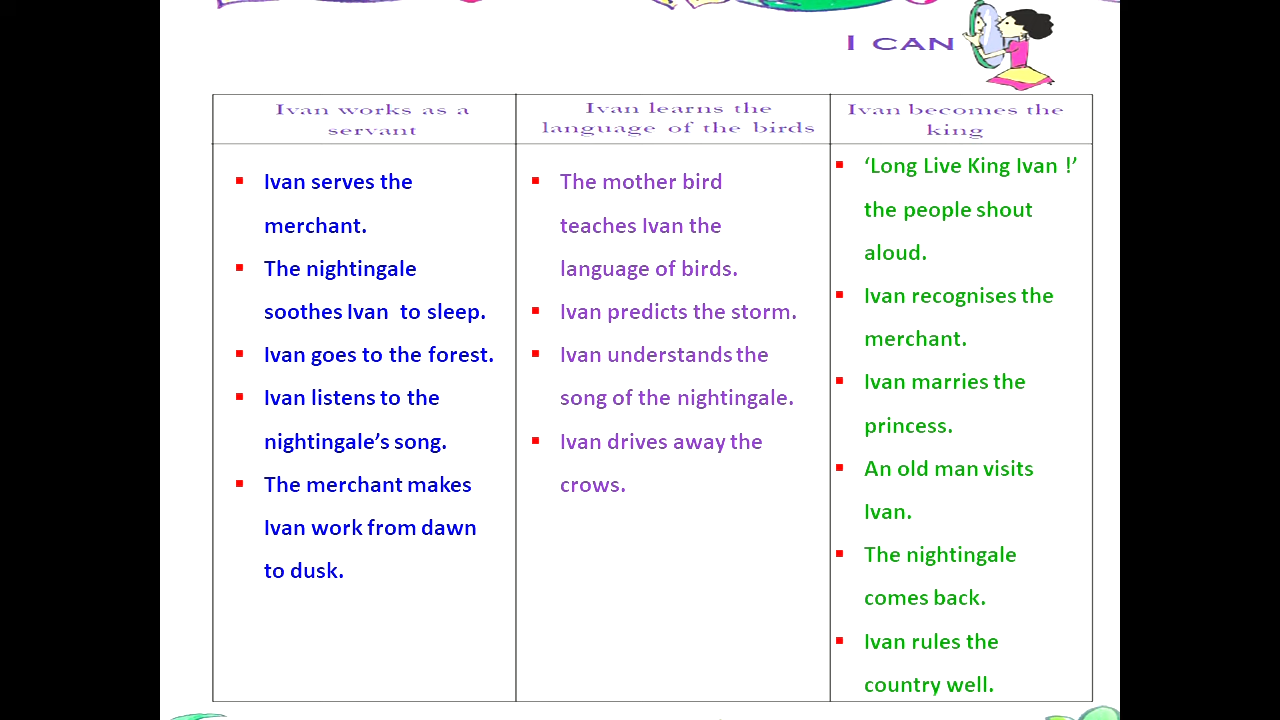 I CAN
Ivan works as a
servant
Ivan serves the
merchant.
The nightingale
soothes Ivan  to sleep.
Ivan goes to the forest.
Ivan listens to the
nightingale’s song.
The merchant makes
Ivan work from dawn
to dusk.
Ivan learns the
language of the birds
The mother bird
teaches Ivan the
language of birds.
Ivan predicts the storm.
Ivan understands the
song of the nightingale.
Ivan drives away the
crows.
Ivan becomes the
king
‘Long Live King Ivan !’
the people shout
aloud.
Ivan recognises the
merchant.
Ivan marries the
princess.
An old man visits
Ivan.
The nightingale
comes back.
Ivan rules the
country well.